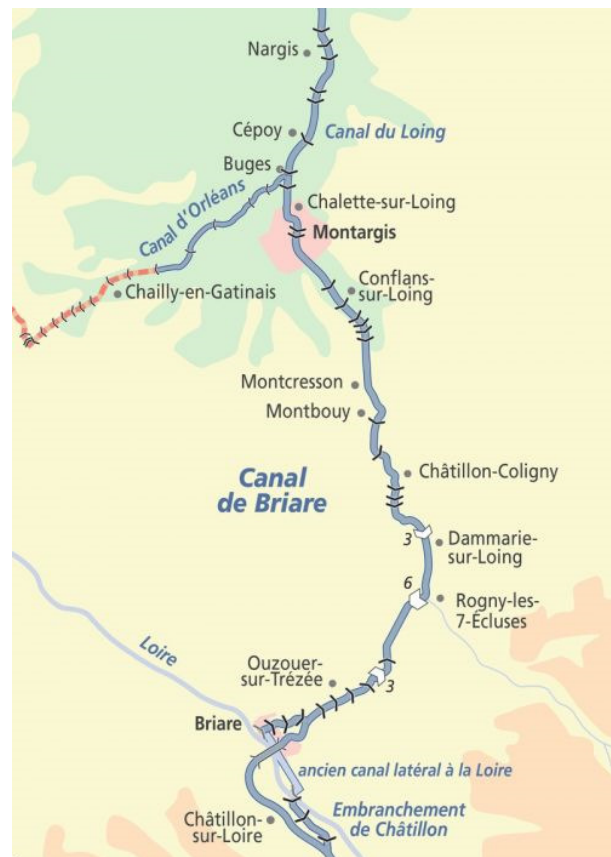 Nargis
Cépoy
Canal du Loing
Buges
Canal d'Orléans
Chalette-sur-Loing
Montargis
Chailly-en-Gatinais
Conflans-
sur-Loing
Montcresson
Montbouy
Canal
de Briare
Châtillon-Coligny
3
Dammarie-
sur-Loing
6
Rogny-les-
7-Écluses
Loire
Ouzouer-
sur-Trézée
3
Briare
ancien canal latéral à la Loire
Châtillon-
sur-Loire
Embranchement
de Châtillon